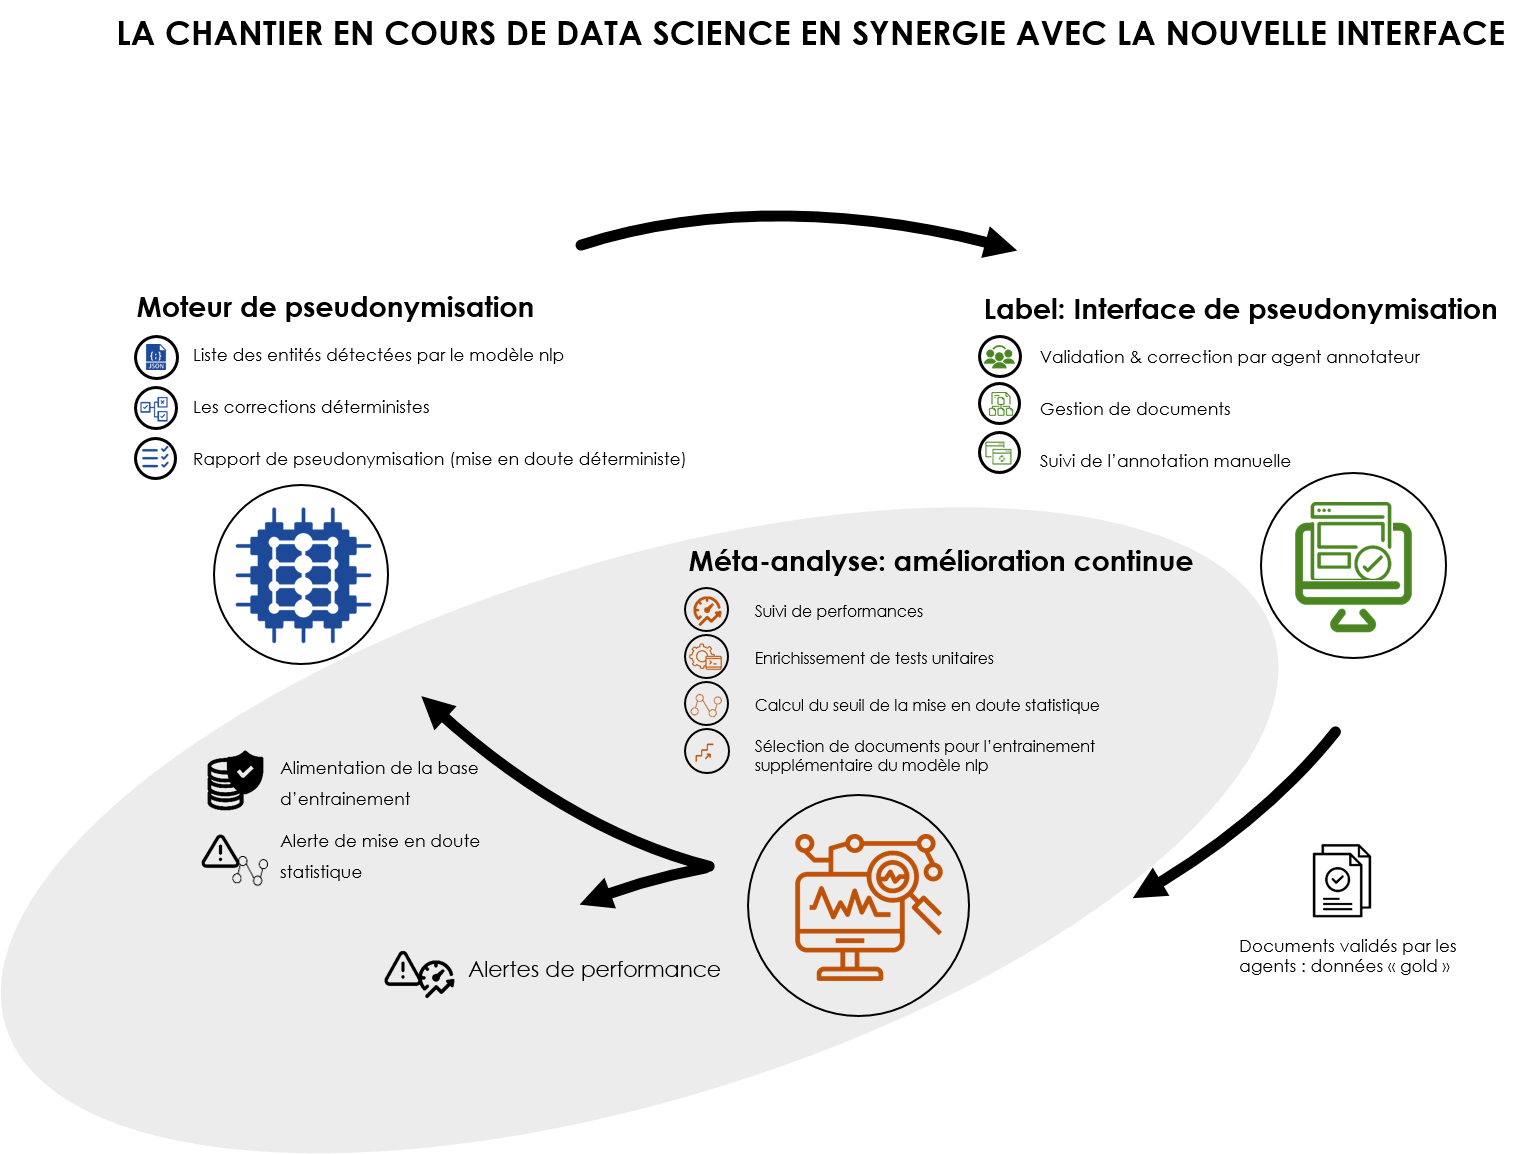 LA CHANTIER EN COURS DE DATA SCIENCE EN SYNERGIE AVEC LA NOUVELLE INTERFACE
Moteur de pseudonymisation
{:}
JSON
Liste des entités détectées par le modèle nlp
Les corrections déterministes
Rapport de pseudonymisation (mise en doute déterministe)
Label: Interface de pseudonymisation
Validation & correction par agent annotateur
Gestion de documents
Suivi de l’annotation manuelle
Méta-analyse: amélioration continue
Suivi de performances
Enrichissement de tests unitaires
Calcul du seuil de la mise en doute statistique
Sélection de documents pour l’entrainement
supplémentaire du modèle nlp
Alimentation de la base
d’entrainement
Alerte de mise en doute
statistique
Alertes de performance
Documents validés par les
agents : données « gold »